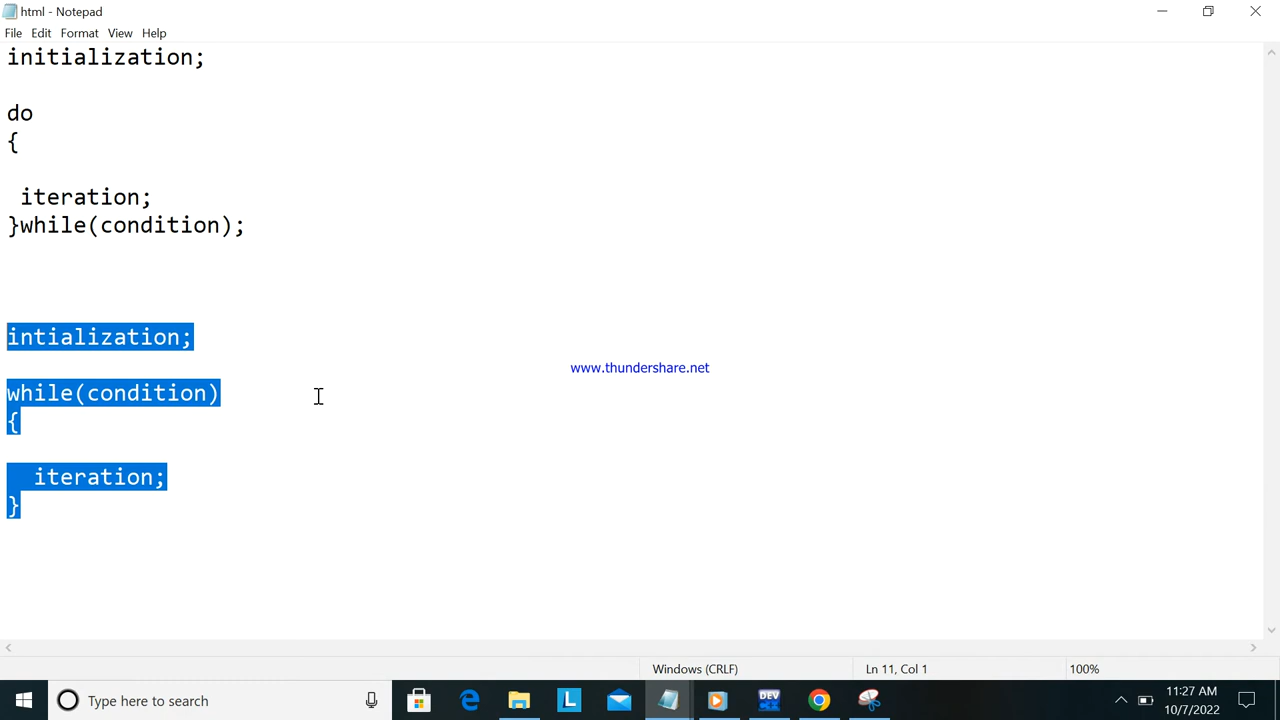 html - Notepad
File Edit Format View Help
initialization;
do
{
iteration;
}while(condition);
intialization;
while(condition)
{
iteration;
}
www.thundershare.net
Windows (CRLF) Ln 11, Col 1 100%
Type here to search
L
DEV
11:27 AM
10/7/2022